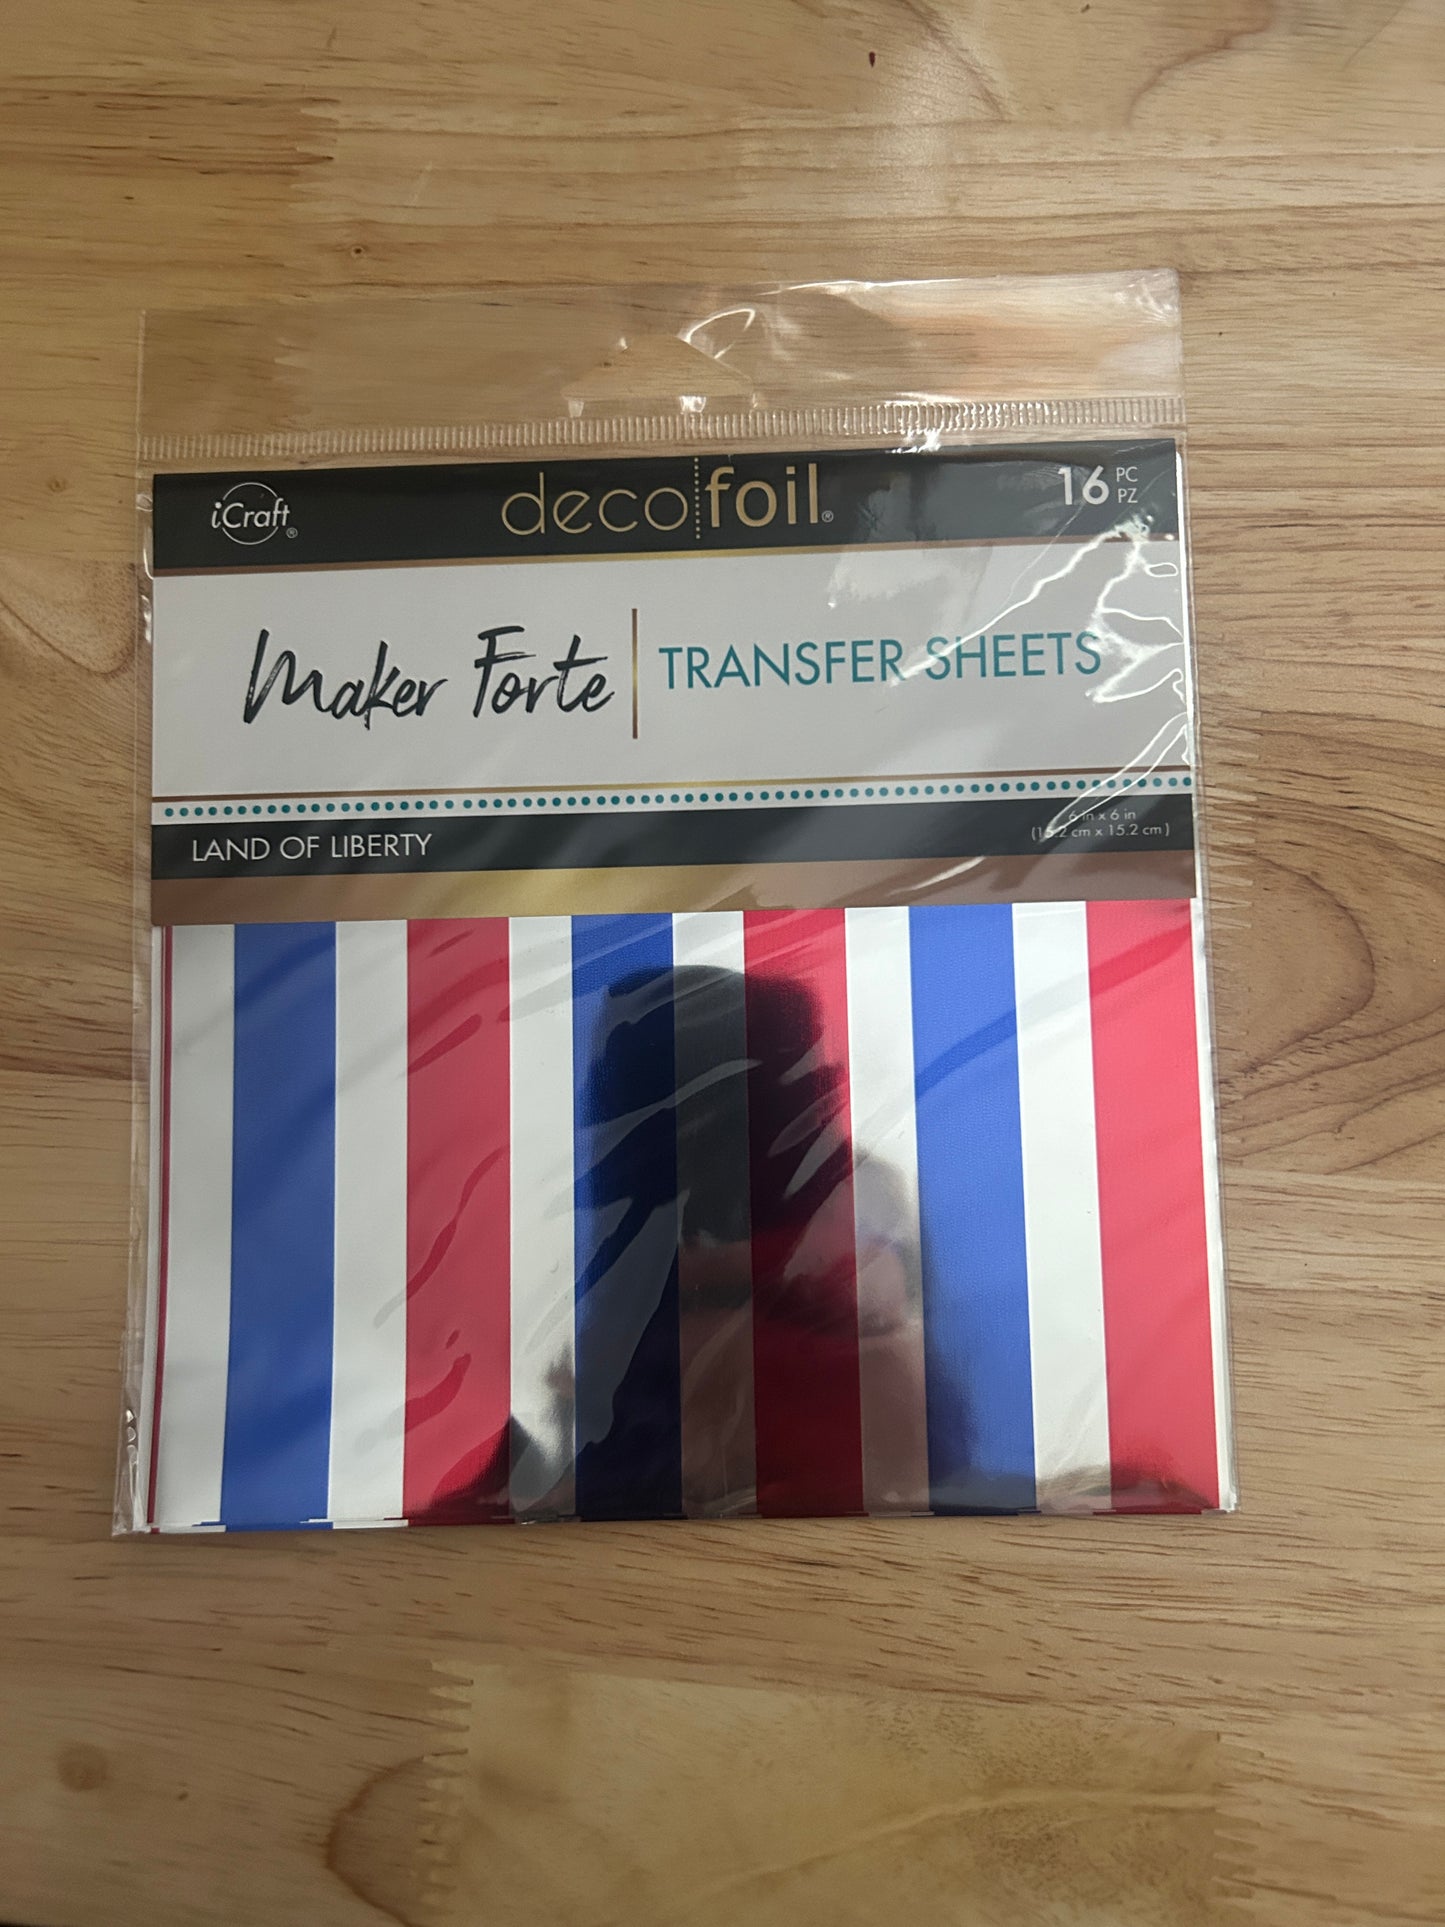 iCraft®
deco foil®
16 PC
PZ
Maker Forte
TRANSFER SHEETS
LAND OF LIBERTY
6 in x 6 in
(15.2 cm x 15.2 cm)